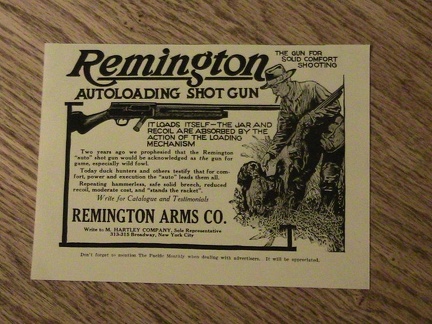 Remington
THE GUN FOR
SOLID COMFORT
SHOOTING
AUTOLOADING SHOT GUN
IT LOADS ITSELF—THE JAR AND
RECOIL ARE ABSORBED BY THE
ACTION OF THE LOADING
MECHANISM
Two years ago we prophesied that the Remington
"auto" shot gun would be acknowledged as the gun for
game, especially wild fowl.
Today duck hunters and others testify that for com-
fort, power and execution the "auto" leads them all.
Repeating hammerless, safe solid breech, reduced
recoil, moderate cost, and "stands the racket".
Write for Catalogue and Testimonials
REMINGTON ARMS CO.
Write to M. HARTLEY COMPANY, Sole Representative
313-315 Broadway, New York City
Don't forget to mention The Pacific Monthly when dealing with advertisers. It will be appreciated.